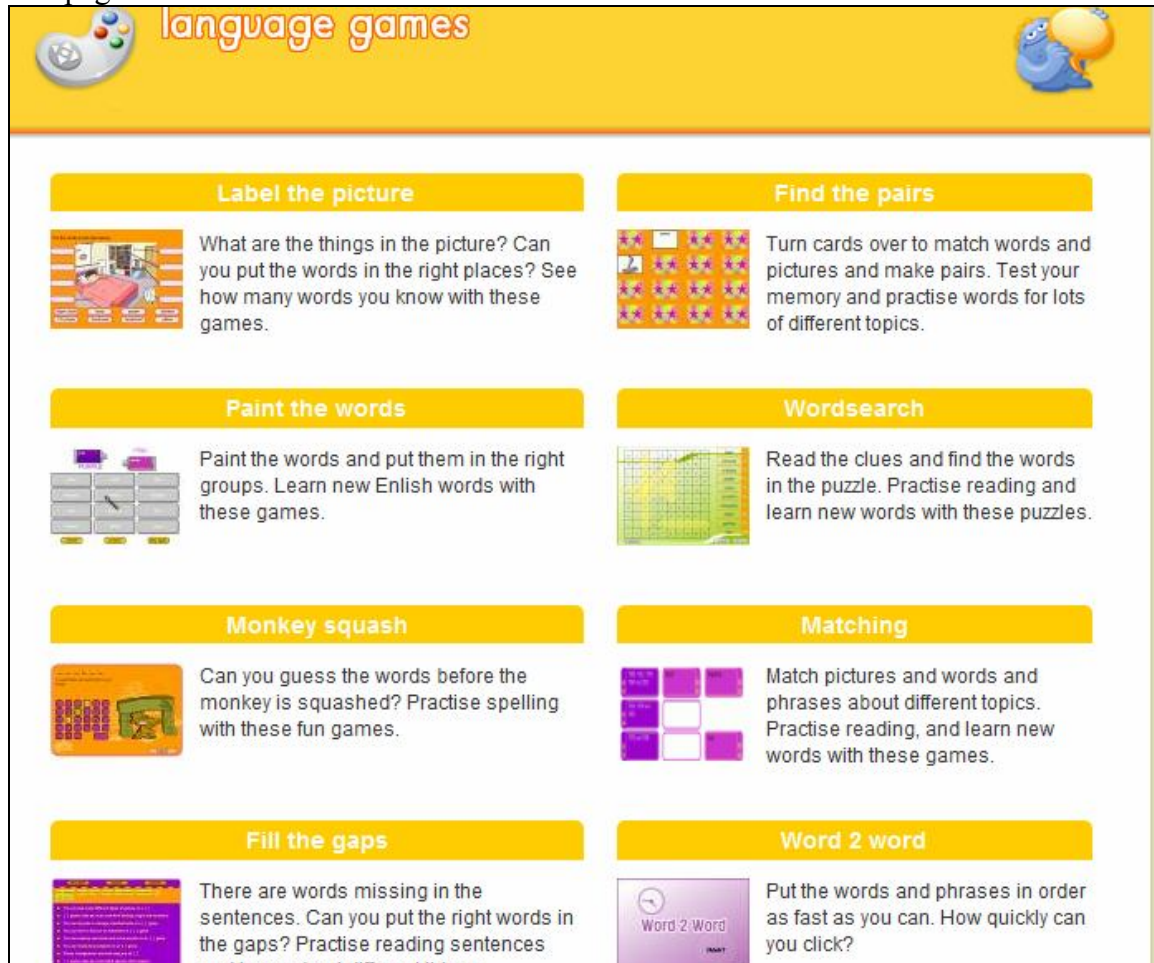 language games
Label the picture
What are the things in the picture? Can
you put the words in the right places? See
how many words you know with these
games.
Find the pairs
Turn cards over to match words and
pictures and make pairs. Test your
memory and practise words for lots
of different topics.
Paint the words
Paint the words and put them in the right
groups. Learn new Enlish words with
these games.
Wordsearch
Read the clues and find the words
in the puzzle. Practise reading and
learn new words with these puzzles.
Monkey squash
Can you guess the words before the
monkey is squashed? Practise spelling
with these fun games.
Matching
Match pictures and words and
phrases about different topics.
Practise reading, and learn new
words with these games.
Fill the gaps
There are words missing in the
sentences. Can you put the right words in
the gaps? Practise reading sentences
Word 2 word
Word 2 Word
Put the words and phrases in order
as fast as you can. How quickly can
you click?